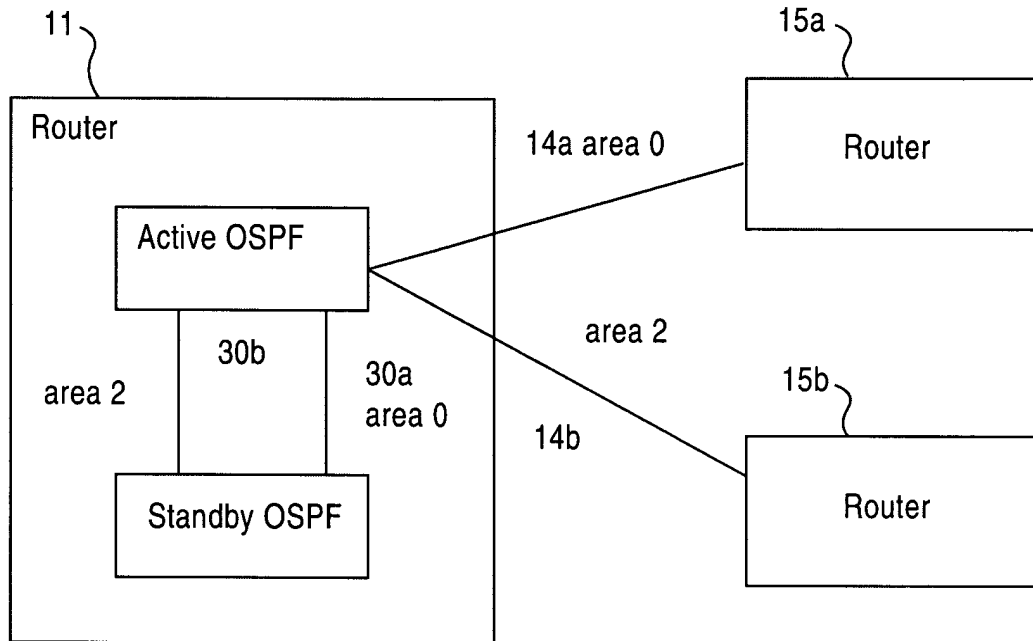 11
15a
Router
14a area 0
Router
Active OSPF
30b
area 2
area 2
30a
area 0
15b
14b
Standby OSPF
Router